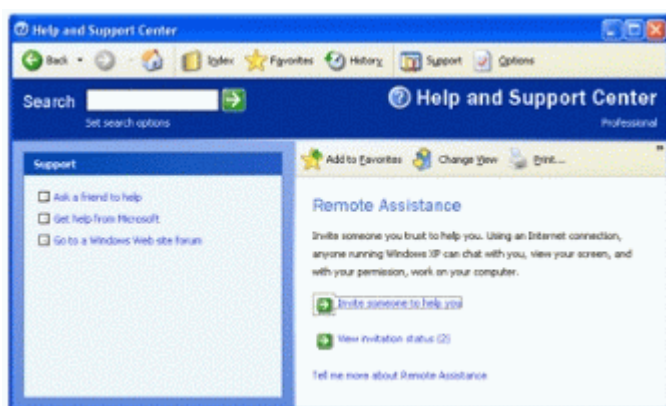 Help and Support Center
Back Index Favorites History Support Options
Search
Set search options
Help and Support Center
Professional
Support
Ask a friend to help
Get help from Microsoft
Go to a Windows Web site forum
Add to Favorites Change View Print...
Remote Assistance
Invite someone you trust to help you. Using an Internet connection,
anyone running Windows XP can chat with you, view your screen, and
with your permission, work on your computer.
Invite someone to help you
View invitation status (2)
Tell me more about Remote Assistance